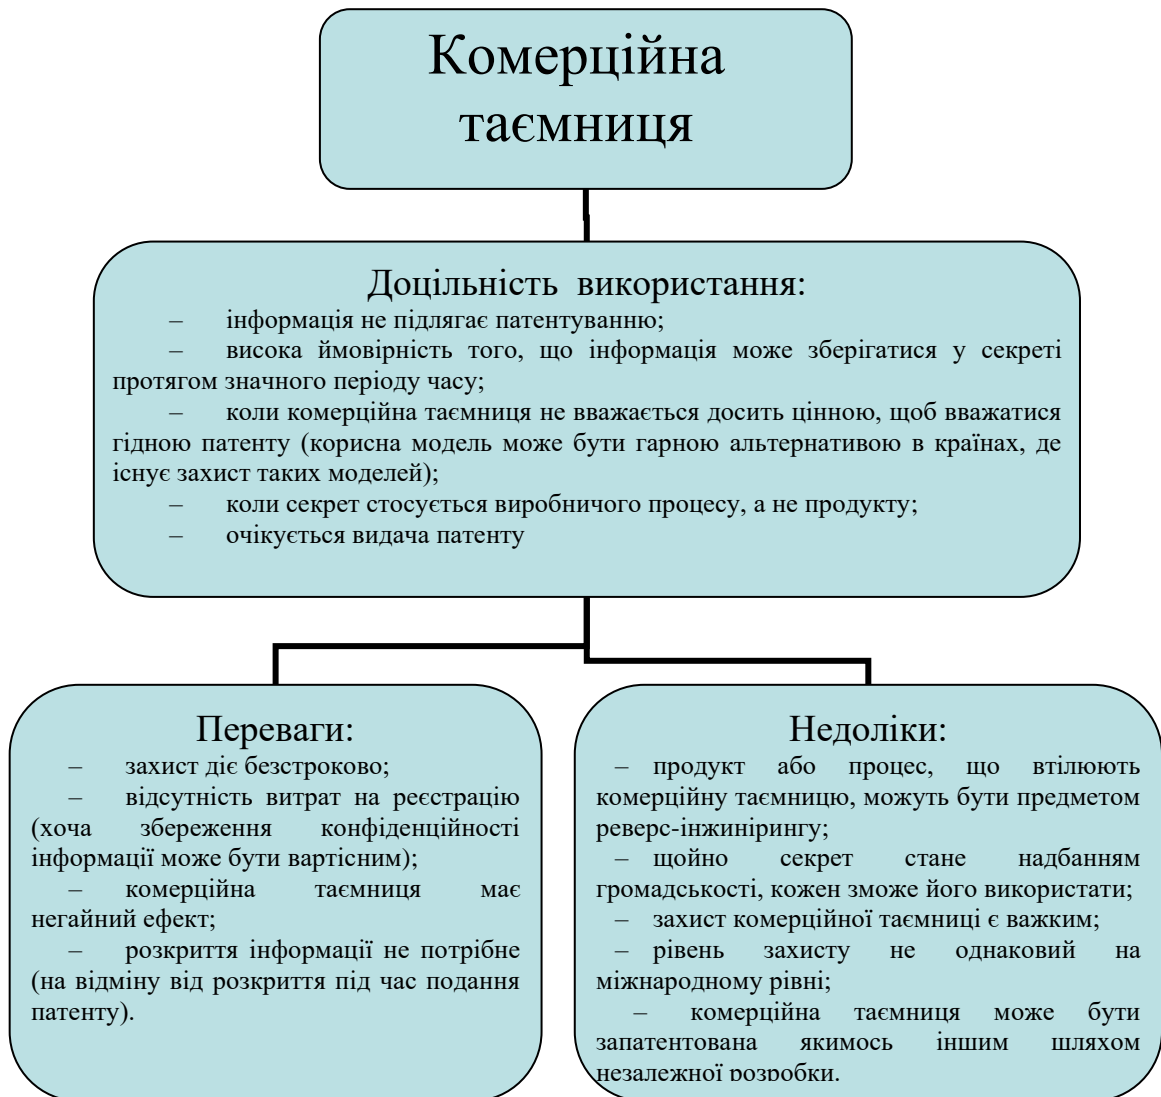 Комерційна
таємниця
Доцільність використання:
– інформація не підлягає патентуванню;
– висока ймовірність того, що інформація може зберігатися у секреті
протягом значного періоду часу;
– коли комерційна таємниця не вважається досить цінною, щоб вважатися
гідною патенту (корисна модель може бути гарною альтернативою в країнах, де
існує захист таких моделей);
– коли секрет стосується виробничого процесу, а не продукту;
– очікується видача патенту
Переваги:
– захист діє безстроково;
– відсутність витрат на реєстрацію
(хоча збереження конфіденційності
інформації може бути вартісним);
– комерційна таємниця має
негайний ефект;
– розкриття інформації не потрібне
(на відміну від розкриття під час подання
патенту).
Недоліки:
– продукт або процес, що втілюють
комерційну таємницю, можуть бути предметом
реверс-інжинірингу;
– щойно секрет стане надбанням
громадськості, кожен зможе його використати;
– захист комерційної таємниці є важким;
– рівень захисту не однаковий на
міжнародному рівні;
– комерційна таємниця може бути
запатентована якимось іншим шляхом
незалежної розробки.